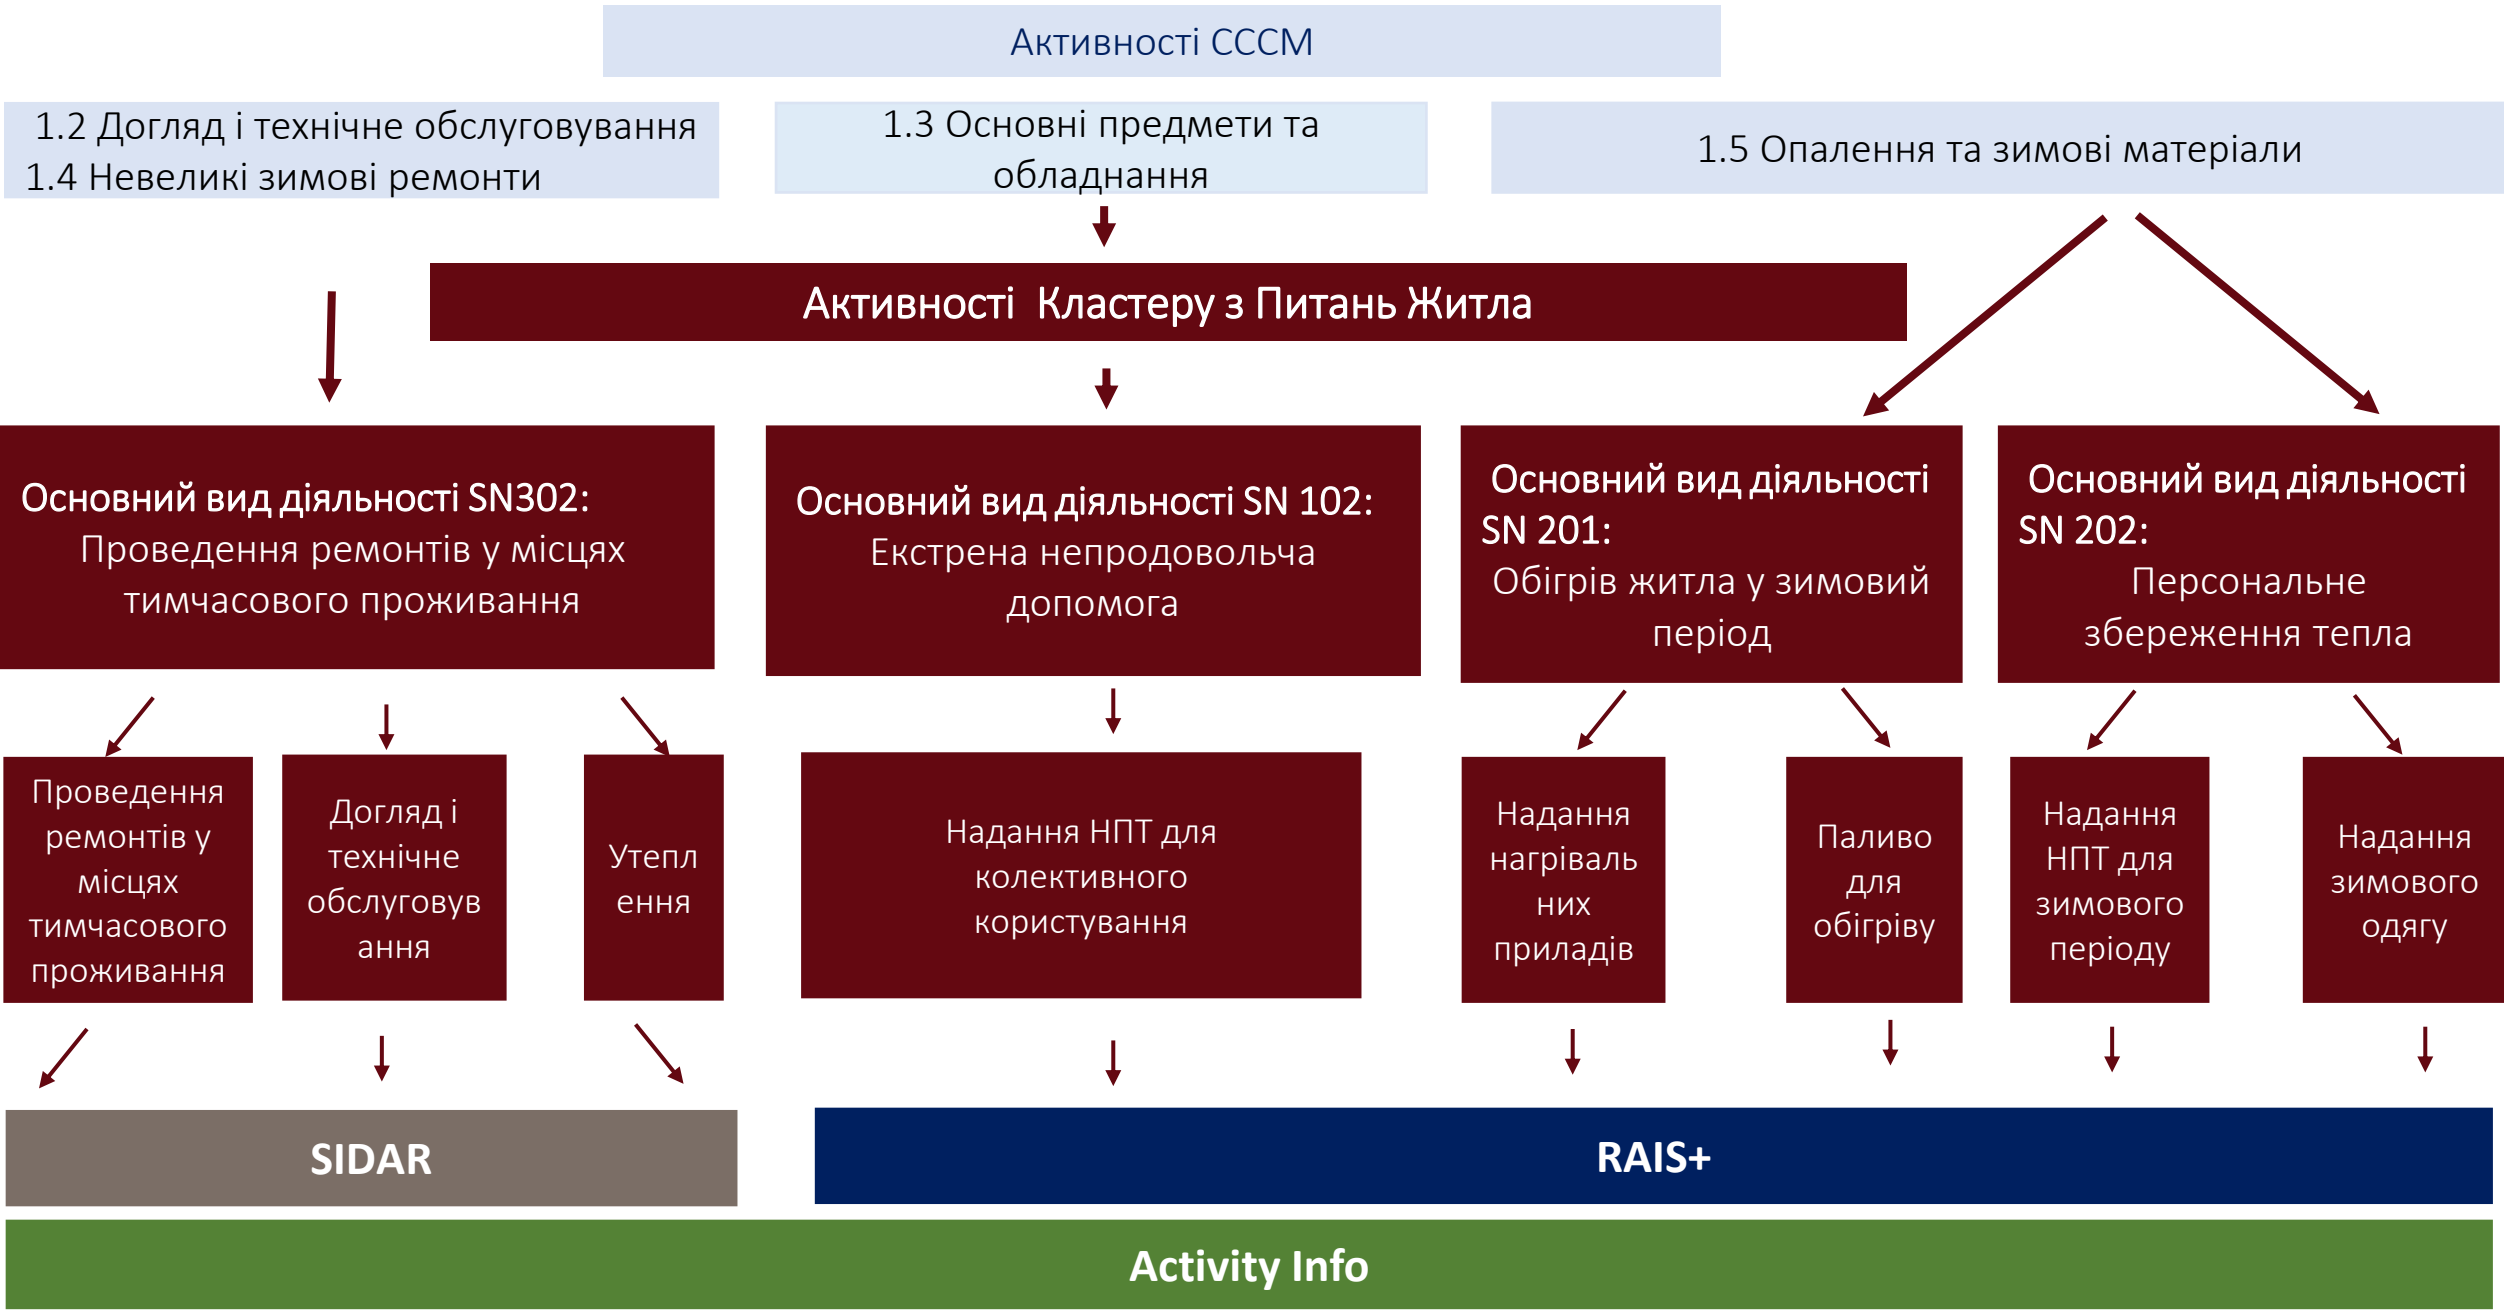 Активності CCCM
1.2 Догляд і технічне обслуговування
1.4 Невеликі зимові ремонти
1.3 Основні предмети та
обладнання
1.5 Опалення та зимові матеріали
Активності Кластеру з Питань Житла
Основний вид діяльності SN302:
Проведення ремонтів у місцях
тимчасового проживання
Основний вид діяльності SN 102:
Екстрена непродовольча
допомога
Основний вид діяльності
SN 201:
Обігрів житла у зимовий
період
Основний вид діяльності
SN 202:
Персональне
збереження тепла
Проведення
ремонтів у
місцях
тимчасового
проживання
Догляд і
технічне
обслуговув
ання
Утепл
ення
Надання НПТ для
колективного
користування
Надання
нагріваль
них
приладів
Паливо
для
обігріву
Надання
НПТ для
зимового
періоду
Надання
зимового
одягу
SIDAR
RAIS+
Activity Info